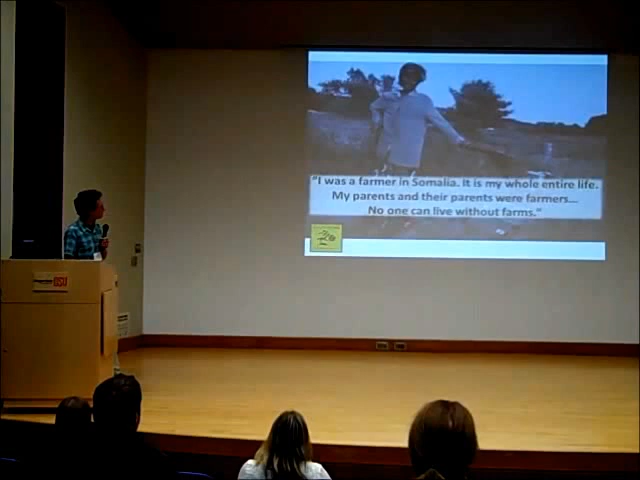 "I was a farmer in Somalia. It is my whole entire life.
My parents and their parents were farmers...
No one can live without farms."